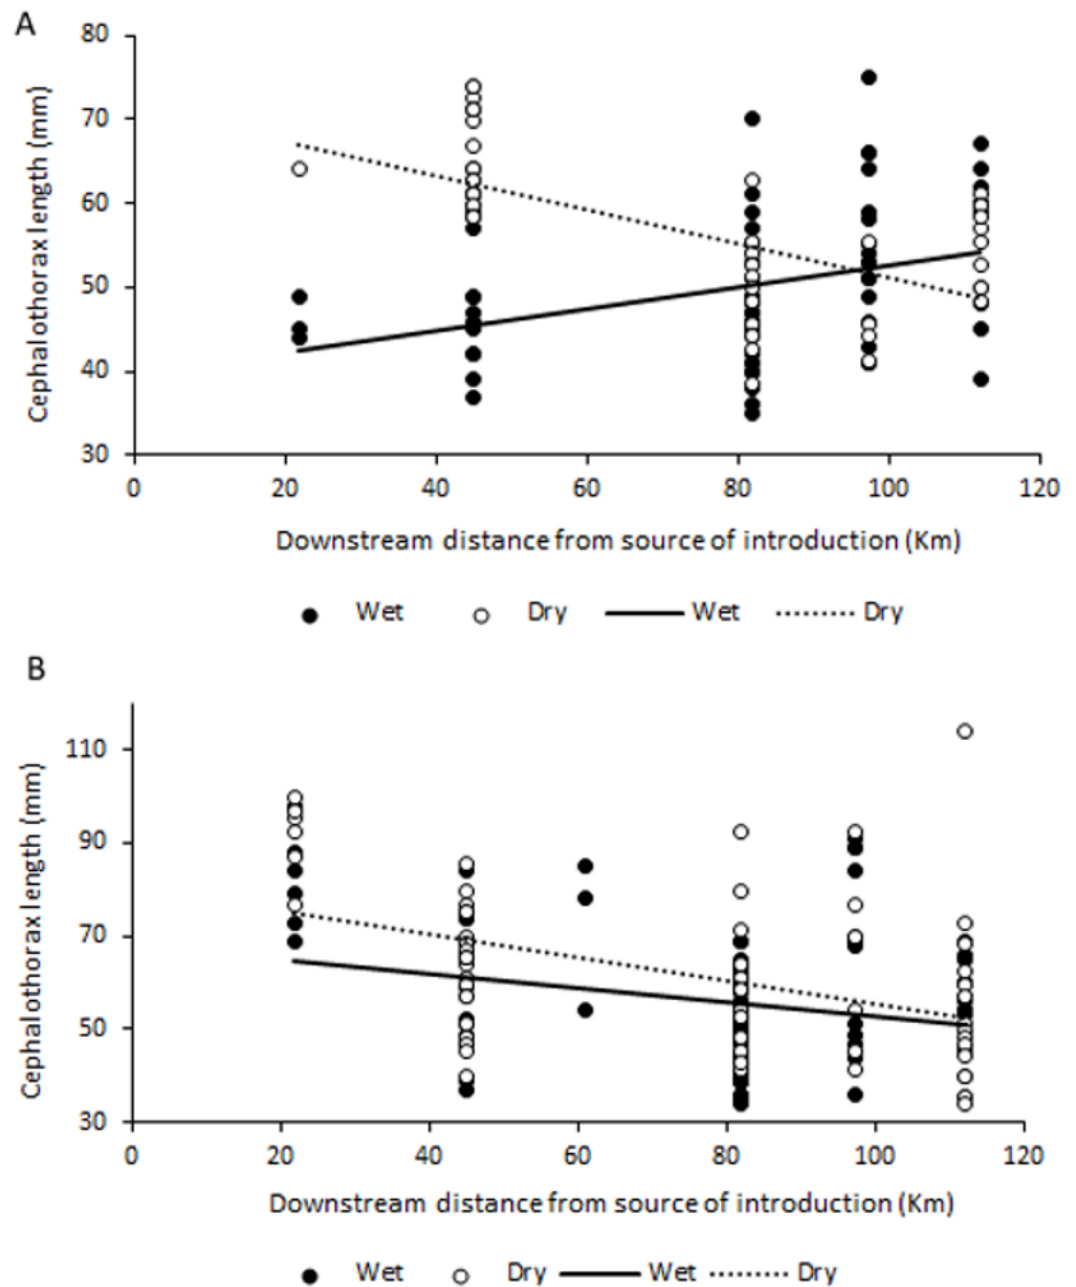 A
Cephalothorax length (mm)
80
70
60
50
40
30
0 20 40 60 80 100 120
Downstream distance from source of introduction (Km)
Wet Dry Wet Dry
B
Cephalothorax length (mm)
110
90
70
50
30
0 20 40 60 80 100 120
Downstream distance from source of introduction (Km)
Wet Dry Wet Dry